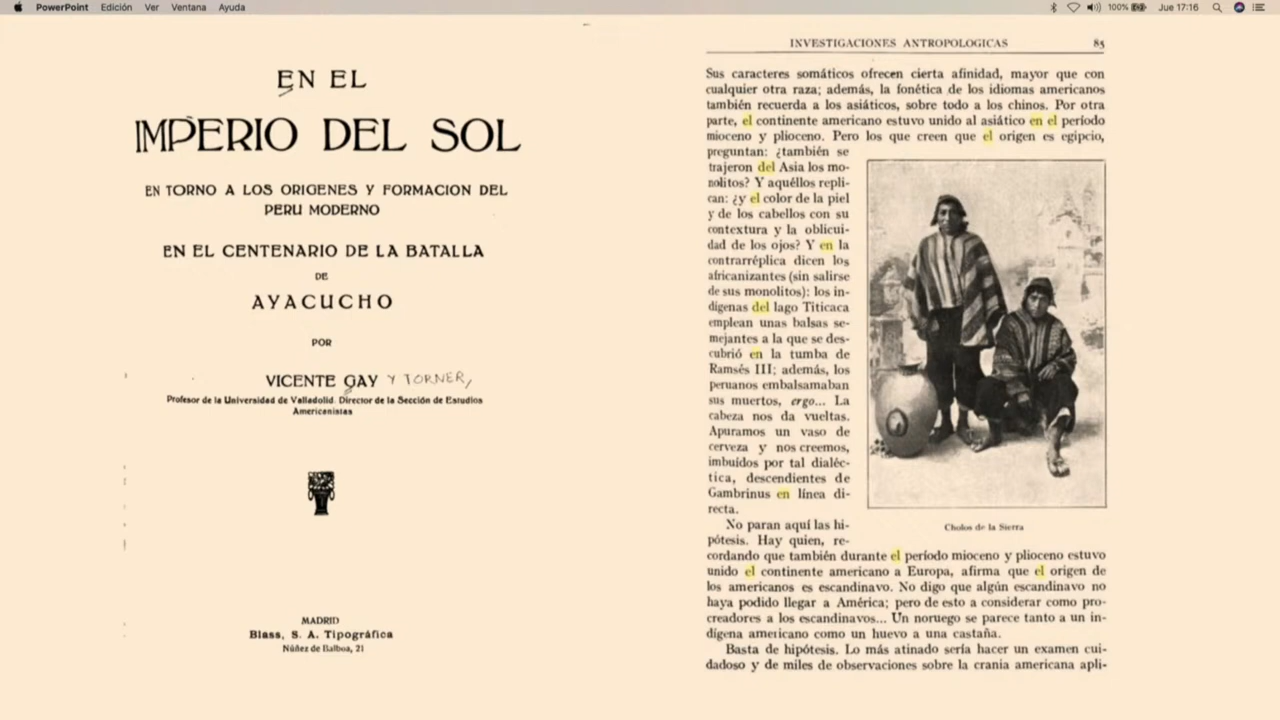 PowerPoint Edición Ver Ventana Ayuda
100% Jue 17:16
EN EL
IMPERIO DEL SOL
EN TORNO A LOS ORIGENES Y FORMACION DEL
PERU MODERNO
EN EL CENTENARIO DE LA BATALLA
DE
AYACUCHO
POR
VICENTE GAY Y TORNER,
Profesor de la Universidad de Valladolid. Director de la Sección de Estudios
Americanistas
MADRID
Blass, S. A. Tipográfica
Núñez de Balboa, 21
INVESTIGACIONES ANTROPOLOGICAS 85
Sus caracteres somáticos ofrecen cierta afinidad, mayor que con
cualquier otra raza; además, la fonética de los idiomas americanos
también recuerda a los asiáticos, sobre todo a los chinos. Por otra
parte, el continente americano estuvo unido al asiático en el período
mioceno y plioceno. Pero los que creen que el origen es egipcio,
preguntan: ¿también se
trajeron del Asia los mo-
nolitos? Y aquéllos repli-
can: ¿y el color de la piel
y de los cabellos con su
contextura y la oblicui-
dad de los ojos? Y en la
contrarréplica dicen los
africanizantes (sin salirse
de sus monolitos): los in-
dígenas del lago Titicaca
emplean unas balsas se-
mejantes a la que se des-
cubrió en la tumba de
Ramsés III; además, los
peruanos embalsamaban
sus muertos, ergo... La
cabeza nos da vueltas.
Apuramos un vaso de
cerveza y nos creemos,
imbuídos por tal dialéc-
tica, descendientes de
Gambrinus en línea di-
recta.
No paran aquí las hi-
pótesis. Hay quien, re-
cordando que también durante el período mioceno y plioceno estuvo
unido el continente americano a Europa, afirma que el origen de
los americanos es escandinavo. No digo que algún escandinavo no
haya podido llegar a América; pero de esto a considerar como pro-
creadores a los escandinavos... Un noruego se parece tanto a un in-
dígena americano como un huevo a una castaña.
Basta de hipótesis. Lo más atinado sería hacer un examen cui-
dadoso y de miles de observaciones sobre la crania americana apli-
Cholos de la Sierra